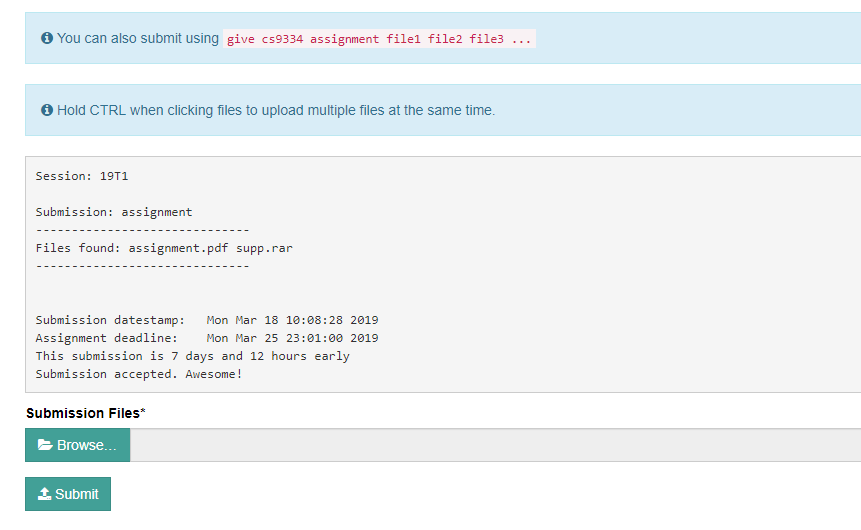 You can also submit using give cs9334 assignment file1 file2 file3 ...
Hold CTRL when clicking files to upload multiple files at the same time.
Session: 19T1
Submission: assignment
------------------------------
Files found: assignment.pdf supp.rar
------------------------------
Submission datestamp:   Mon Mar 18 10:08:28 2019
Assignment deadline:    Mon Mar 25 23:01:00 2019
This submission is 7 days and 12 hours early
Submission accepted. Awesome!
Submission Files*
Browse...
Submit